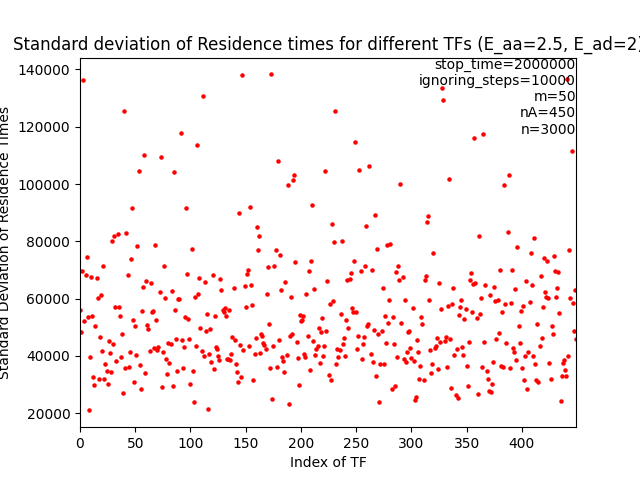 Standard deviation of Residence times for different TFs (E_aa=2.5, E_ad=2)
stop_time=2000000
ignoring_steps=10000
m=50
nA=450
n=3000
Standard Deviation of Residence Times
140000
120000
100000
80000
60000
40000
20000
0 50 100 150 200 250 300 350 400
Index of TF